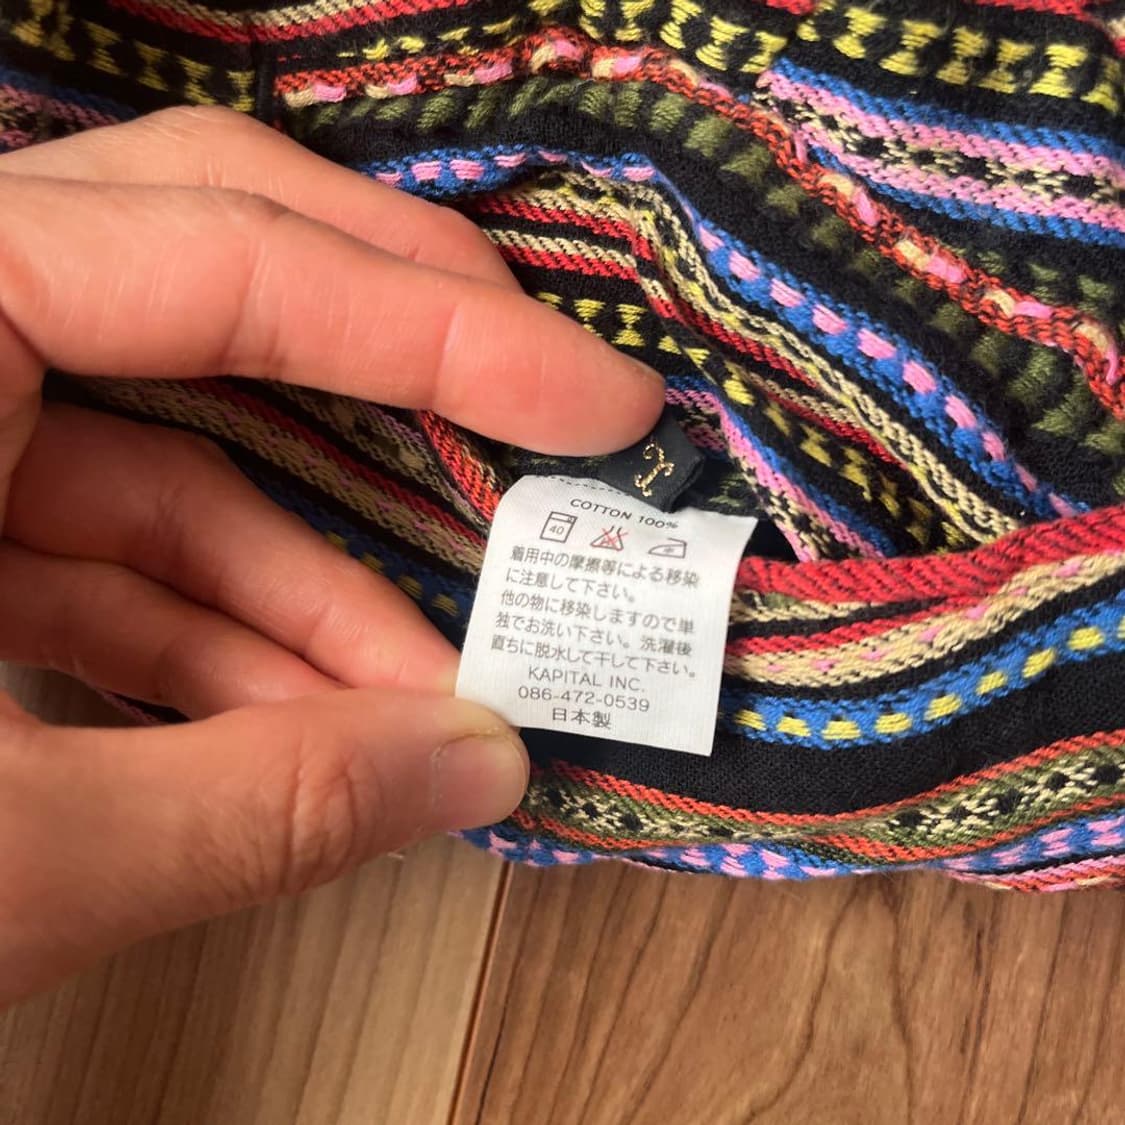 COTTON 100%
40
着用中の摩擦等による移染
に注意して下さい。
他の物に移染しますので単
独でお洗い下さい。洗濯後
直ちに脱水して干して下さい。
KAPITAL INC.
086-472-0539
日本製